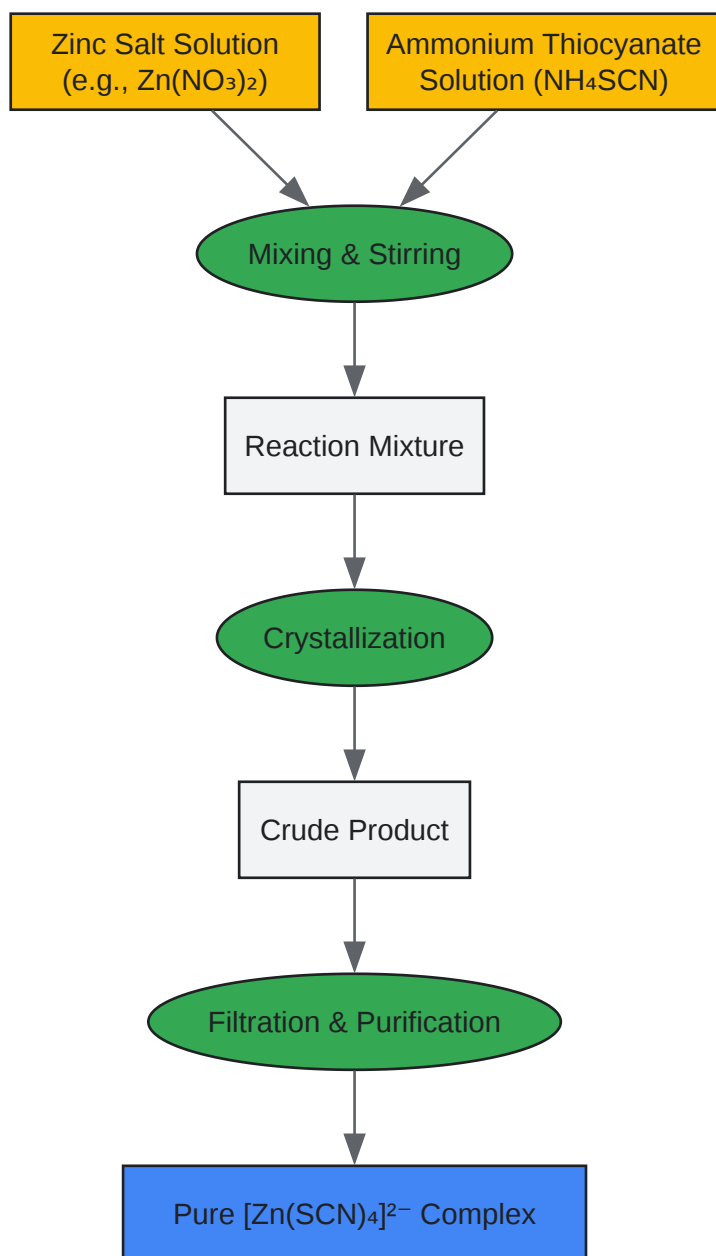 Zinc Salt Solution
(e.g., Zn(NO₃)₂)
Ammonium Thiocyanate
Solution (NH₄SCN)
Mixing & Stirring
Reaction Mixture
Crystallization
Crude Product
Filtration & Purification
Pure [Zn(SCN)₄]²⁻ Complex